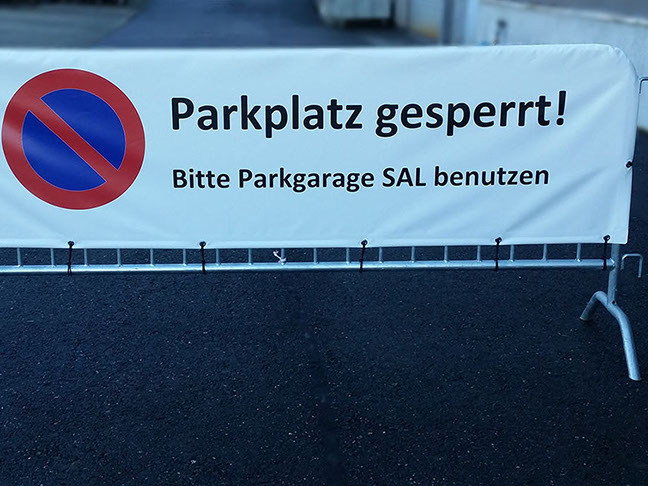 Parkplatz gesperrt!
Bitte Parkgarage SAL benutzen